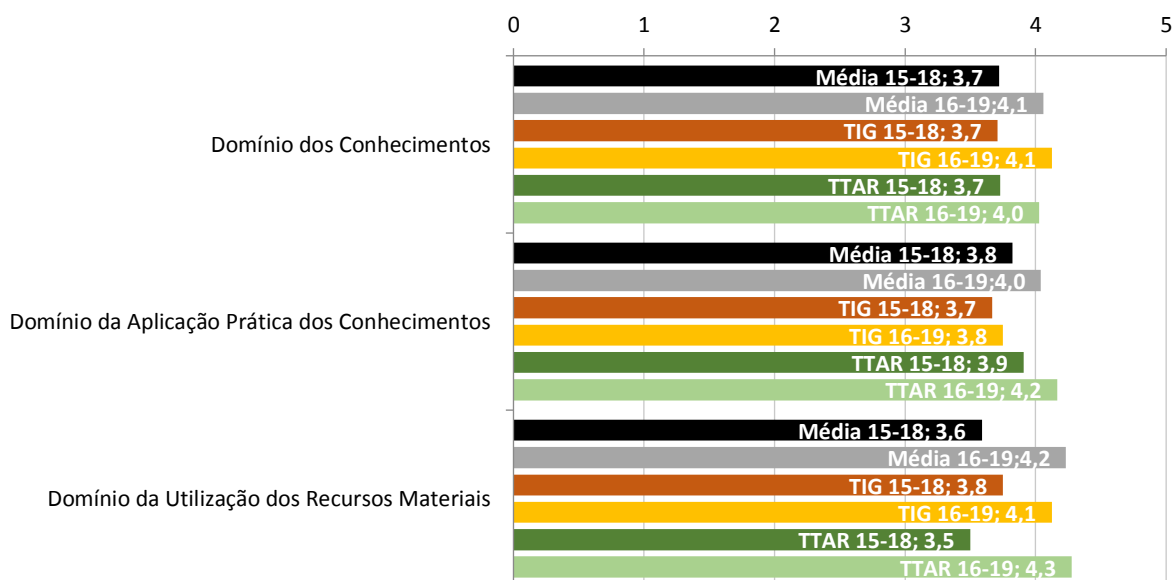 0 1 2 3 4 5
Média 15-18; 3,7
Média 16-19;4,1
Domínio dos Conhecimentos
TIG 15-18; 3,7
TIG 16-19; 4,1
TTAR 15-18; 3,7
TTAR 16-19; 4,0
Média 15-18; 3,8
Média 16-19;4,0
Domínio da Aplicação Prática dos Conhecimentos
TIG 15-18; 3,7
TIG 16-19; 3,8
TTAR 15-18; 3,9
TTAR 16-19; 4,2
Média 15-18; 3,6
Média 16-19;4,2
Domínio da Utilização dos Recursos Materiais
TIG 15-18; 3,8
TIG 16-19; 4,1
TTAR 15-18; 3,5
TTAR 16-19; 4,3